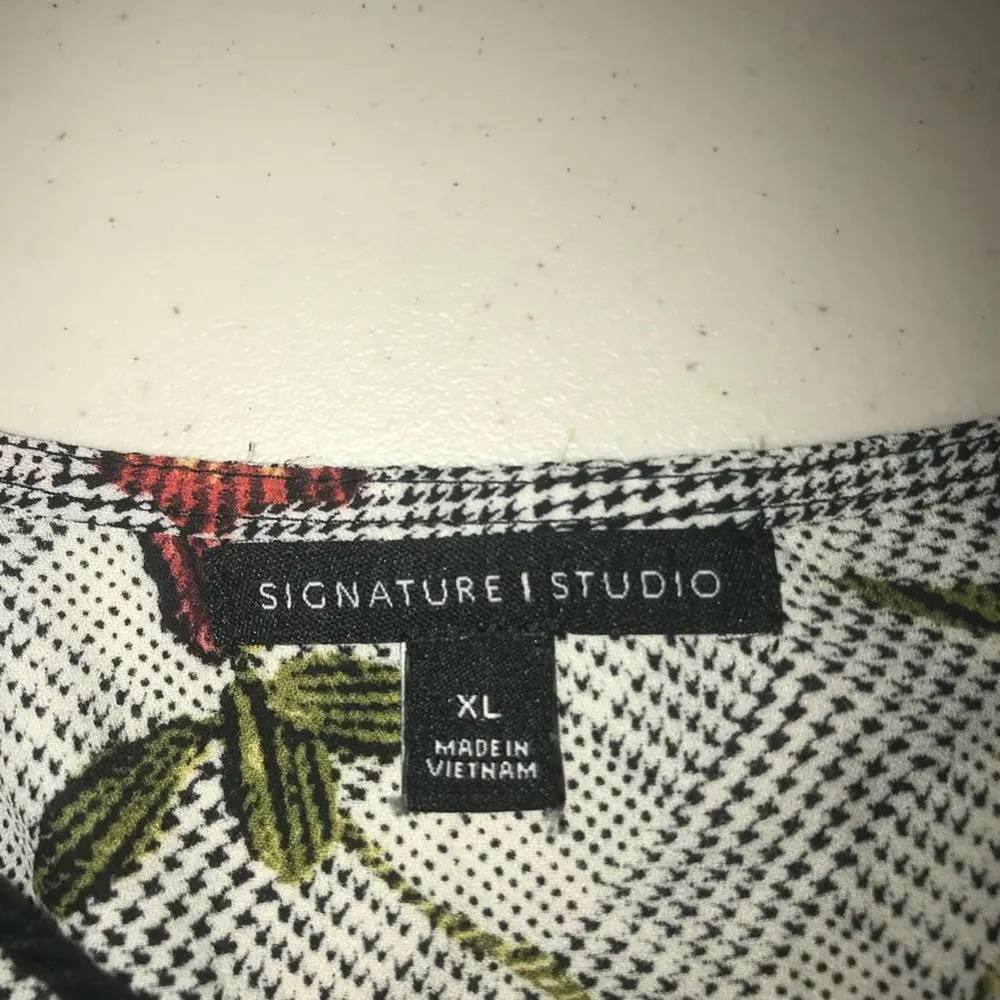 SIGNATURE | STUDIO
XL
MADE IN
VIETNAM